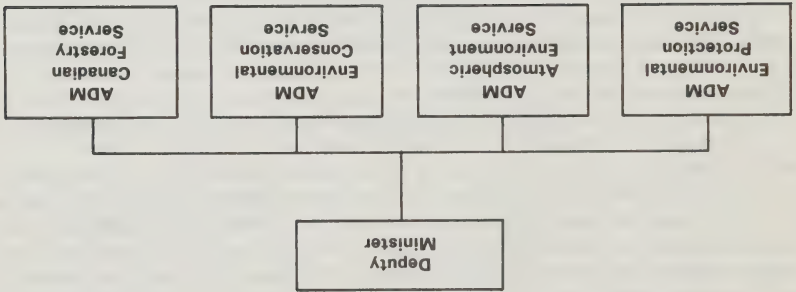 Deputy
Minister
ADM
Environmental
Protection
Service
ADM
Atmospheric
Environment
Service
ADM
Environmental
Conservation
Service
ADM
Canadian
Forestry
Service